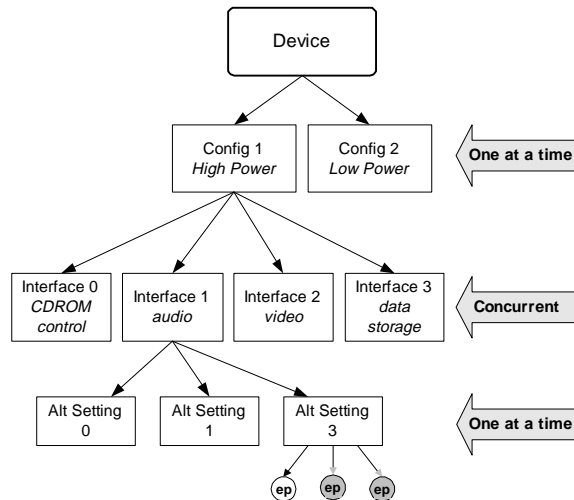 Device
Config 1
High Power
Config 2
Low Power
One at a time
Interface 0
CDROM
control
Interface 1
audio
Interface 2
video
Interface 3
data
storage
Concurrent
Alt Setting
0
Alt Setting
1
Alt Setting
3
One at a time
ep
ep
ep